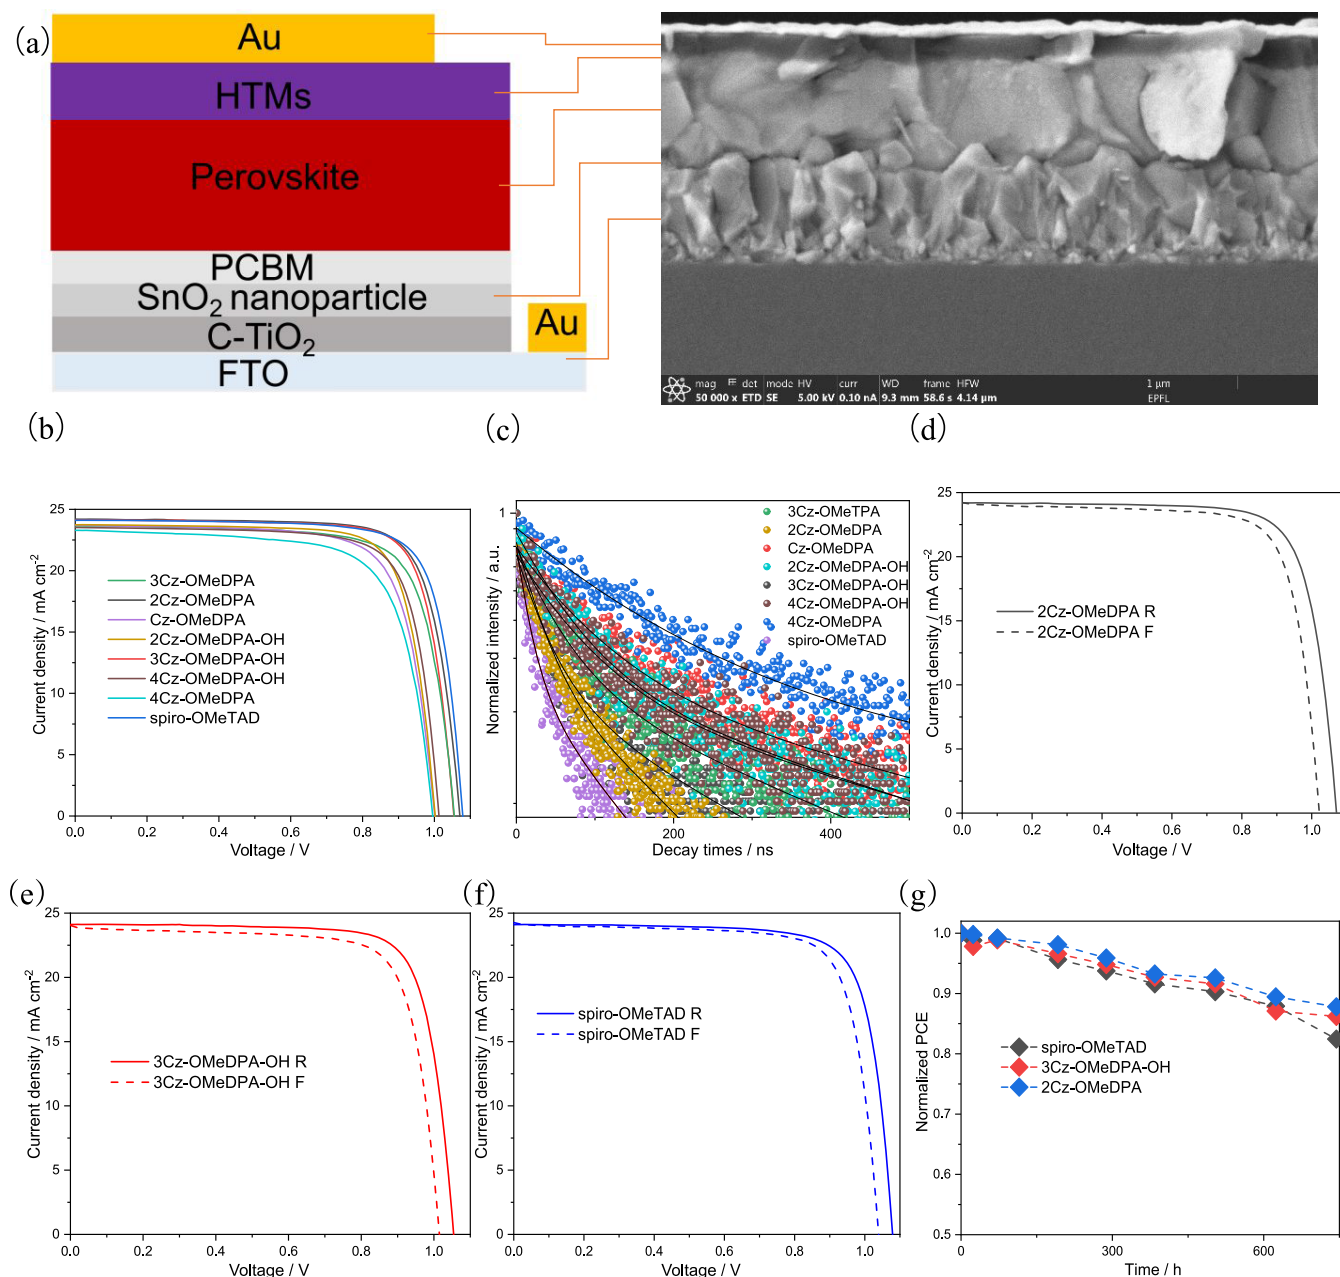 (a)
Au
HTMs
Perovskite
PCBM
SnO₂ nanoparticle
C-TiO₂
Au
FTO
mag det mode HV curr WD frame HFW 1 µm
50 000 x ETD SE 5.00 kV 0.10 nA 9.3 mm 58.6 s 4.14 µm EPFL
(b)
Current density / mA cm⁻²
25
20
15
10
5
0
3Cz-OMeDPA
2Cz-OMeDPA
Cz-OMeDPA
2Cz-OMeDPA-OH
3Cz-OMeDPA-OH
4Cz-OMeDPA-OH
4Cz-OMeDPA
spiro-OMeTAD
0.0 0.2 0.4 0.6 0.8 1.0
Voltage / V
(c)
Normalized intensity / a.u.
1
3Cz-OMeTPA
2Cz-OMeDPA
Cz-OMeDPA
2Cz-OMeDPA-OH
3Cz-OMeDPA-OH
4Cz-OMeDPA-OH
4Cz-OMeDPA
spiro-OMeTAD
0 200 400
Decay times / ns
(d)
Current density / mA cm⁻²
25
20
15
10
5
0
2Cz-OMeDPA R
2Cz-OMeDPA F
0.0 0.2 0.4 0.6 0.8 1.0
Voltage / V
(e)
Current density / mA cm⁻²
25
20
15
10
5
0
3Cz-OMeDPA-OH R
3Cz-OMeDPA-OH F
0.0 0.2 0.4 0.6 0.8 1.0
Voltage / V
(f)
Current density / mA cm⁻²
25
20
15
10
5
0
spiro-OMeTAD R
spiro-OMeTAD F
0.0 0.2 0.4 0.6 0.8 1.0
Voltage / V
(g)
Normalized PCE
1.0
0.9
0.8
0.7
0.6
0.5
spiro-OMeTAD
3Cz-OMeDPA-OH
2Cz-OMeDPA
0 300 600
Time / h